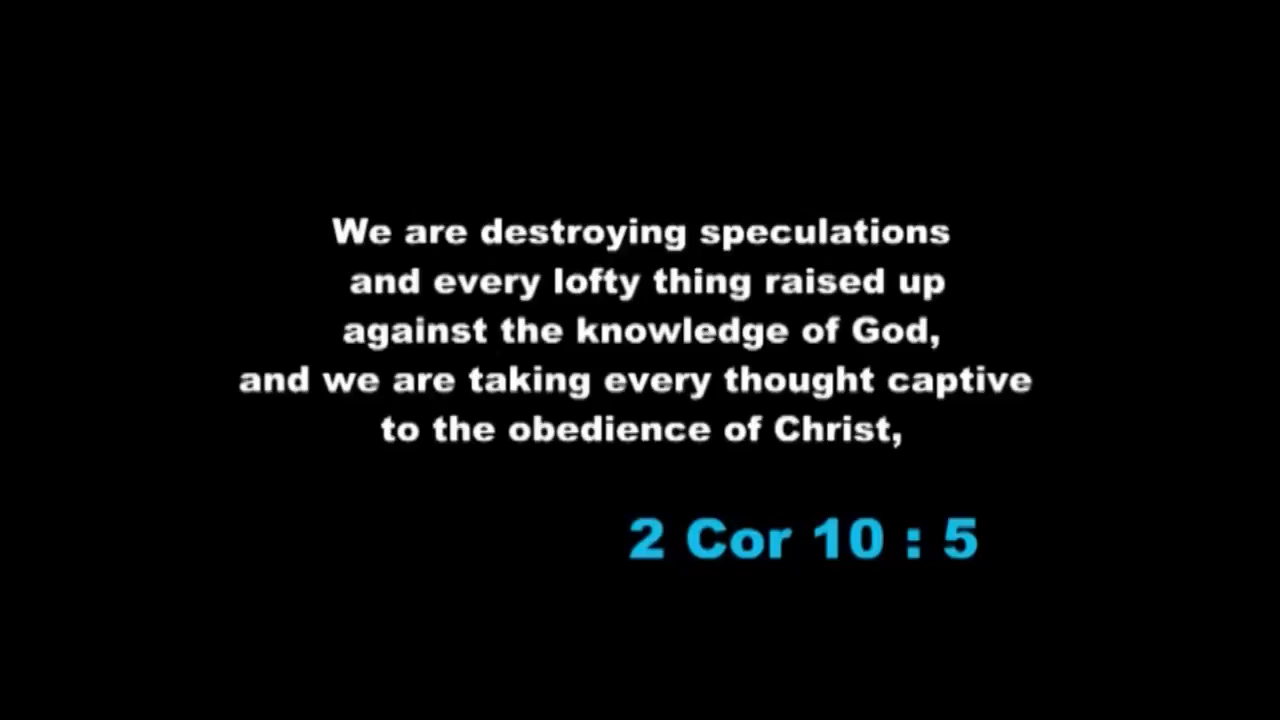 We are destroying speculations
and every lofty thing raised up
against the knowledge of God,
and we are taking every thought captive
to the obedience of Christ,
2 Cor 10 : 5